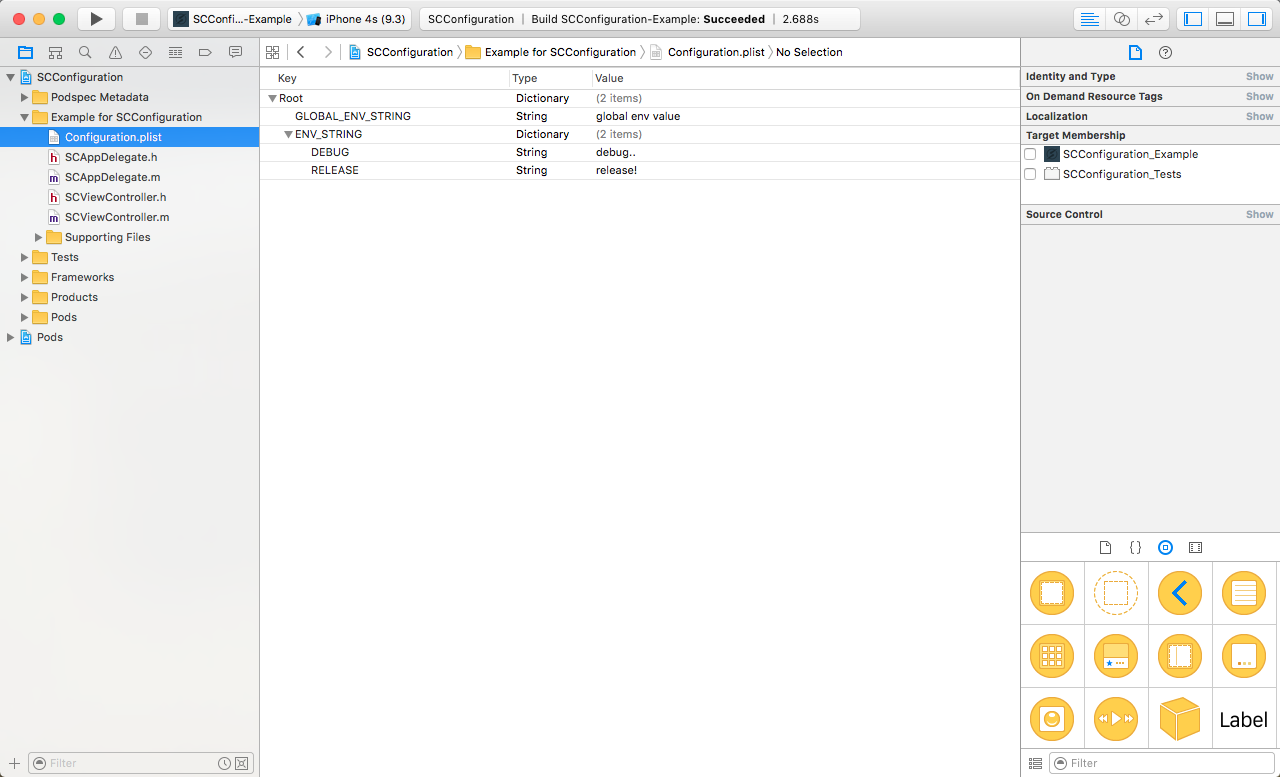 SCConfi...-Example iPhone 4s (9.3) SCConfiguration | Build SCConfiguration-Example: Succeeded | 2.688s
SCConfiguration Example for SCConfiguration Configuration.plist No Selection
SCConfiguration
Podspec Metadata
Example for SCConfiguration
Configuration.plist
SCAppDelegate.h
SCAppDelegate.m
SCViewController.h
SCViewController.m
Supporting Files
Tests
Frameworks
Products
Pods
Pods
Filter
Key Type Value
Root Dictionary (2 items)
GLOBAL_ENV_STRING String global env value
ENV_STRING Dictionary (2 items)
DEBUG String debug..
RELEASE String release!
Identity and Type Show
On Demand Resource Tags Show
Localization Show
Target Membership
SCConfiguration_Example
SCConfiguration_Tests
Source Control Show
Label
Filter